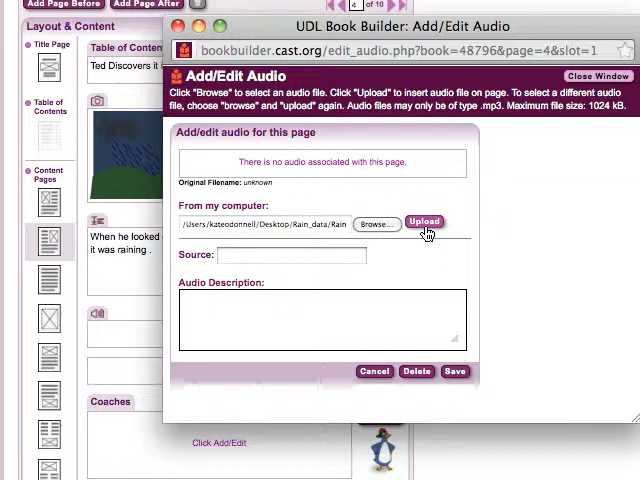 Add Page Before
Add Page After
4 of 10
Layout & Content
Title Page
Table of
Contents
Content
Pages
Table of Conten
Ted Discovers it i
When he looked
it was raining .
Coaches
Click Add/Edit
UDL Book Builder: Add/Edit Audio
bookbuilder.cast.org/edit_audio.php?book=48796&page=4&slot=1
Add/Edit Audio
Close Window
Click "Browse" to select an audio file. Click "Upload" to insert audio file on page. To select a different audio
file, choose "browse" and "upload" again. Audio files may only be of type .mp3. Maximum file size: 1024 kB.
Add/edit audio for this page
There is no audio associated with this page.
Original Filename: unknown
From my computer:
/Users/kateodonnell/Desktop/Rain_data/Rain
Browse...
Upload
Source:
Audio Description:
Cancel
Delete
Save